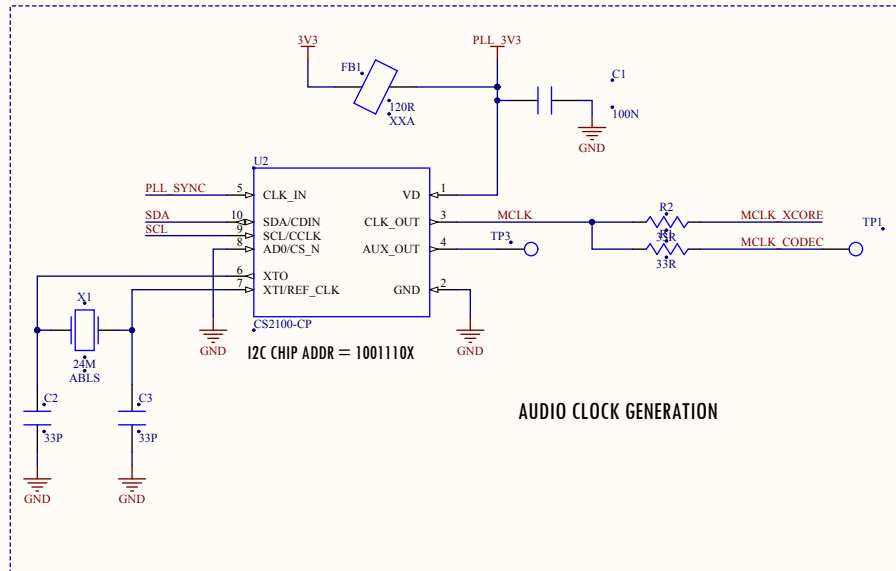 3V3
PLL_3V3
FB1
C1
120R
XXA
100N
GND
U2
PLL_SYNC
5
CLK_IN
VD
1
SDA
10
SDA/CDIN
CLK_OUT
3
MCLK
R2
MCLK_XCORE
TP1
SCL
9
SCL/CCLK
8
AD0/CS_N
AUX_OUT
4
TP3
33R
MCLK_CODEC
33R
6
XTO
7
XTI/REF_CLK
GND
2
X1
CS2100-CP
GND
GND
I2C CHIP ADDR = 1001110X
24M
ABLS
C2
C3
33P
33P
AUDIO CLOCK GENERATION
GND
GND